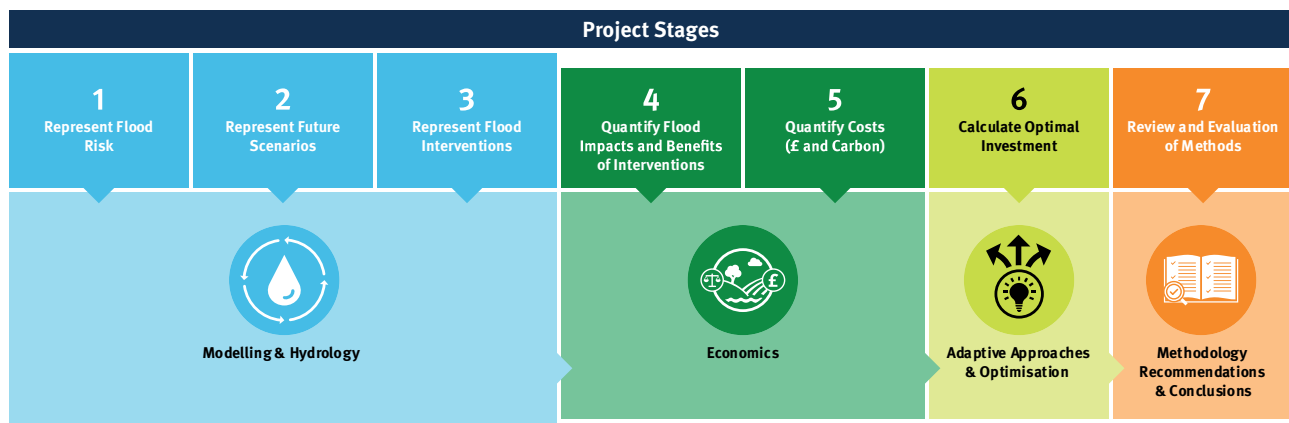 Project Stages
1
Represent Flood
Risk
2
Represent Future
Scenarios
3
Represent Flood
Interventions
4
Quantify Flood
Impacts and Benefits
of Interventions
5
Quantify Costs
(£ and Carbon)
6
Calculate Optimal
Investment
7
Review and Evaluation
of Methods
Modelling & Hydrology
£
Economics
Adaptive Approaches
& Optimisation
Methodology
Recommendations
& Conclusions